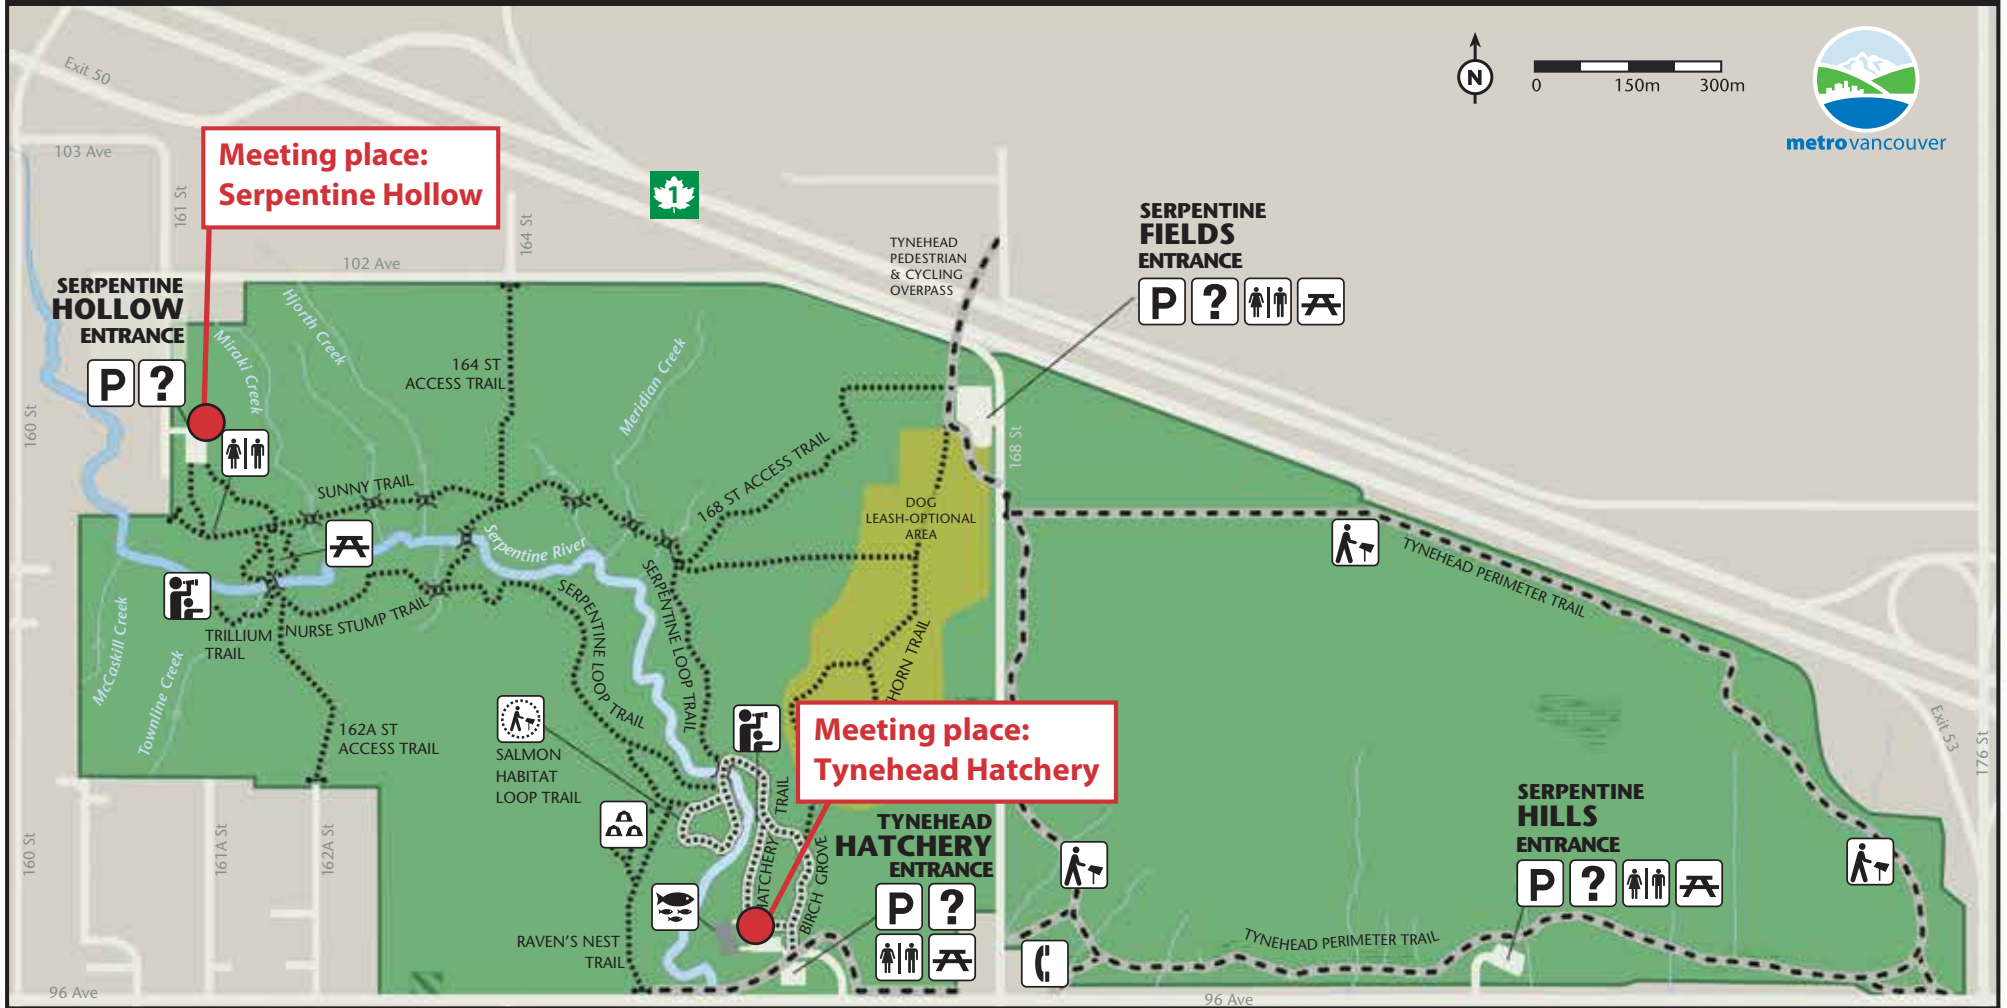 Exit 50
N
0
150m
300m
metrovancouver
103 Ave
161 St
Meeting place:
Serpentine Hollow
1
164 St
102 Ave
TYNEHEAD
PEDESTRIAN
& CYCLING
OVERPASS
SERPENTINE
FIELDS
ENTRANCE
P
?
SERPENTINE
HOLLOW
ENTRANCE
P
?
Miraki Creek
Hjorth Creek
164 ST
ACCESS TRAIL
Meridian Creek
160 St
168 St
SUNNY TRAIL
168 ST ACCESS TRAIL
DOG
LEASH-OPTIONAL
AREA
Serpentine River
TYNEHEAD PERIMETER TRAIL
McCaskill Creek
Townline Creek
TRILLIUM
TRAIL
NURSE STUMP TRAIL
SERPENTINE LOOP TRAIL
SERPENTINE LOOP TRAIL
HORN TRAIL
162A ST
ACCESS TRAIL
SALMON
HABITAT
LOOP TRAIL
Meeting place:
Tynehead Hatchery
Exit 53
176 St
160 St
161A St
162A St
TRAIL
HATCHERY
BIRCH GROVE
TYNEHEAD
HATCHERY
ENTRANCE
P
?
SERPENTINE
HILLS
ENTRANCE
P
?
RAVEN'S NEST
TRAIL
TYNEHEAD PERIMETER TRAIL
96 Ave
96 Ave